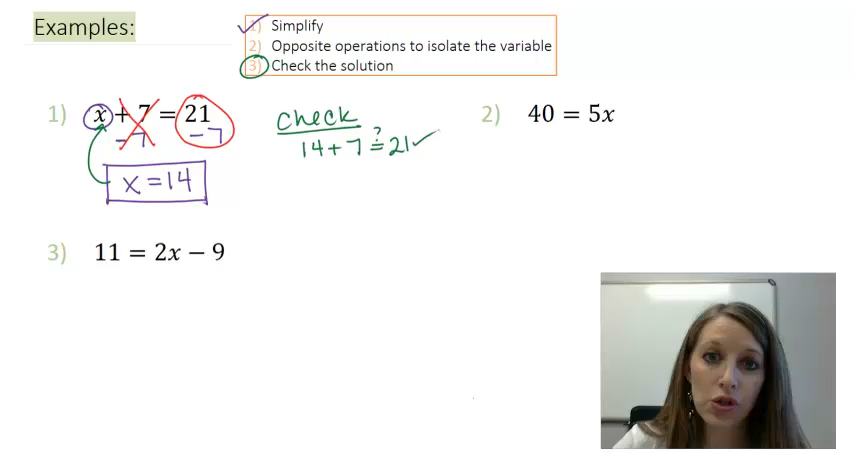 Examples:
1) Simplify
2) Opposite operations to isolate the variable
3) Check the solution
1) x + 7 = 21
-7 -7
x = 14
Check
14 + 7 ≟ 21 ✓
2) 40 = 5x
3) 11 = 2x − 9